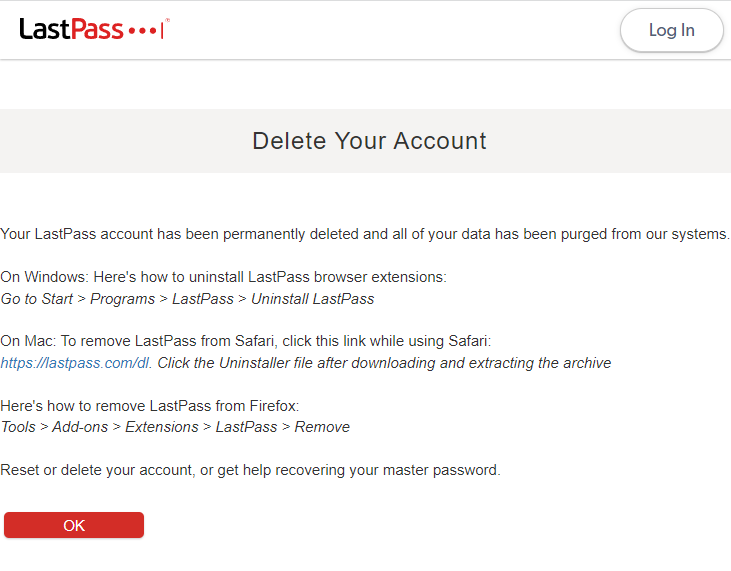 LastPass
Log In
Delete Your Account
Your LastPass account has been permanently deleted and all of your data has been purged from our systems.
On Windows: Here's how to uninstall LastPass browser extensions:
Go to Start > Programs > LastPass > Uninstall LastPass
On Mac: To remove LastPass from Safari, click this link while using Safari:
https://lastpass.com/dl. Click the Uninstaller file after downloading and extracting the archive
Here's how to remove LastPass from Firefox:
Tools > Add-ons > Extensions > LastPass > Remove
Reset or delete your account, or get help recovering your master password.
OK